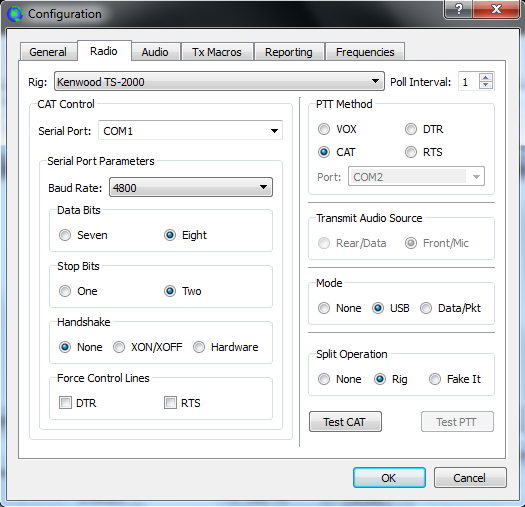 Configuration
General Radio Audio Tx Macros Reporting Frequencies
Rig: Kenwood TS-2000 Poll Interval: 1
CAT Control
Serial Port: COM1
Serial Port Parameters
Baud Rate: 4800
Data Bits
Seven Eight
Stop Bits
One Two
Handshake
None XON/XOFF Hardware
Force Control Lines
DTR RTS
PTT Method
VOX DTR
CAT RTS
Port: COM2
Transmit Audio Source
Rear/Data Front/Mic
Mode
None USB Data/Pkt
Split Operation
None Rig Fake It
Test CAT Test PTT
OK Cancel